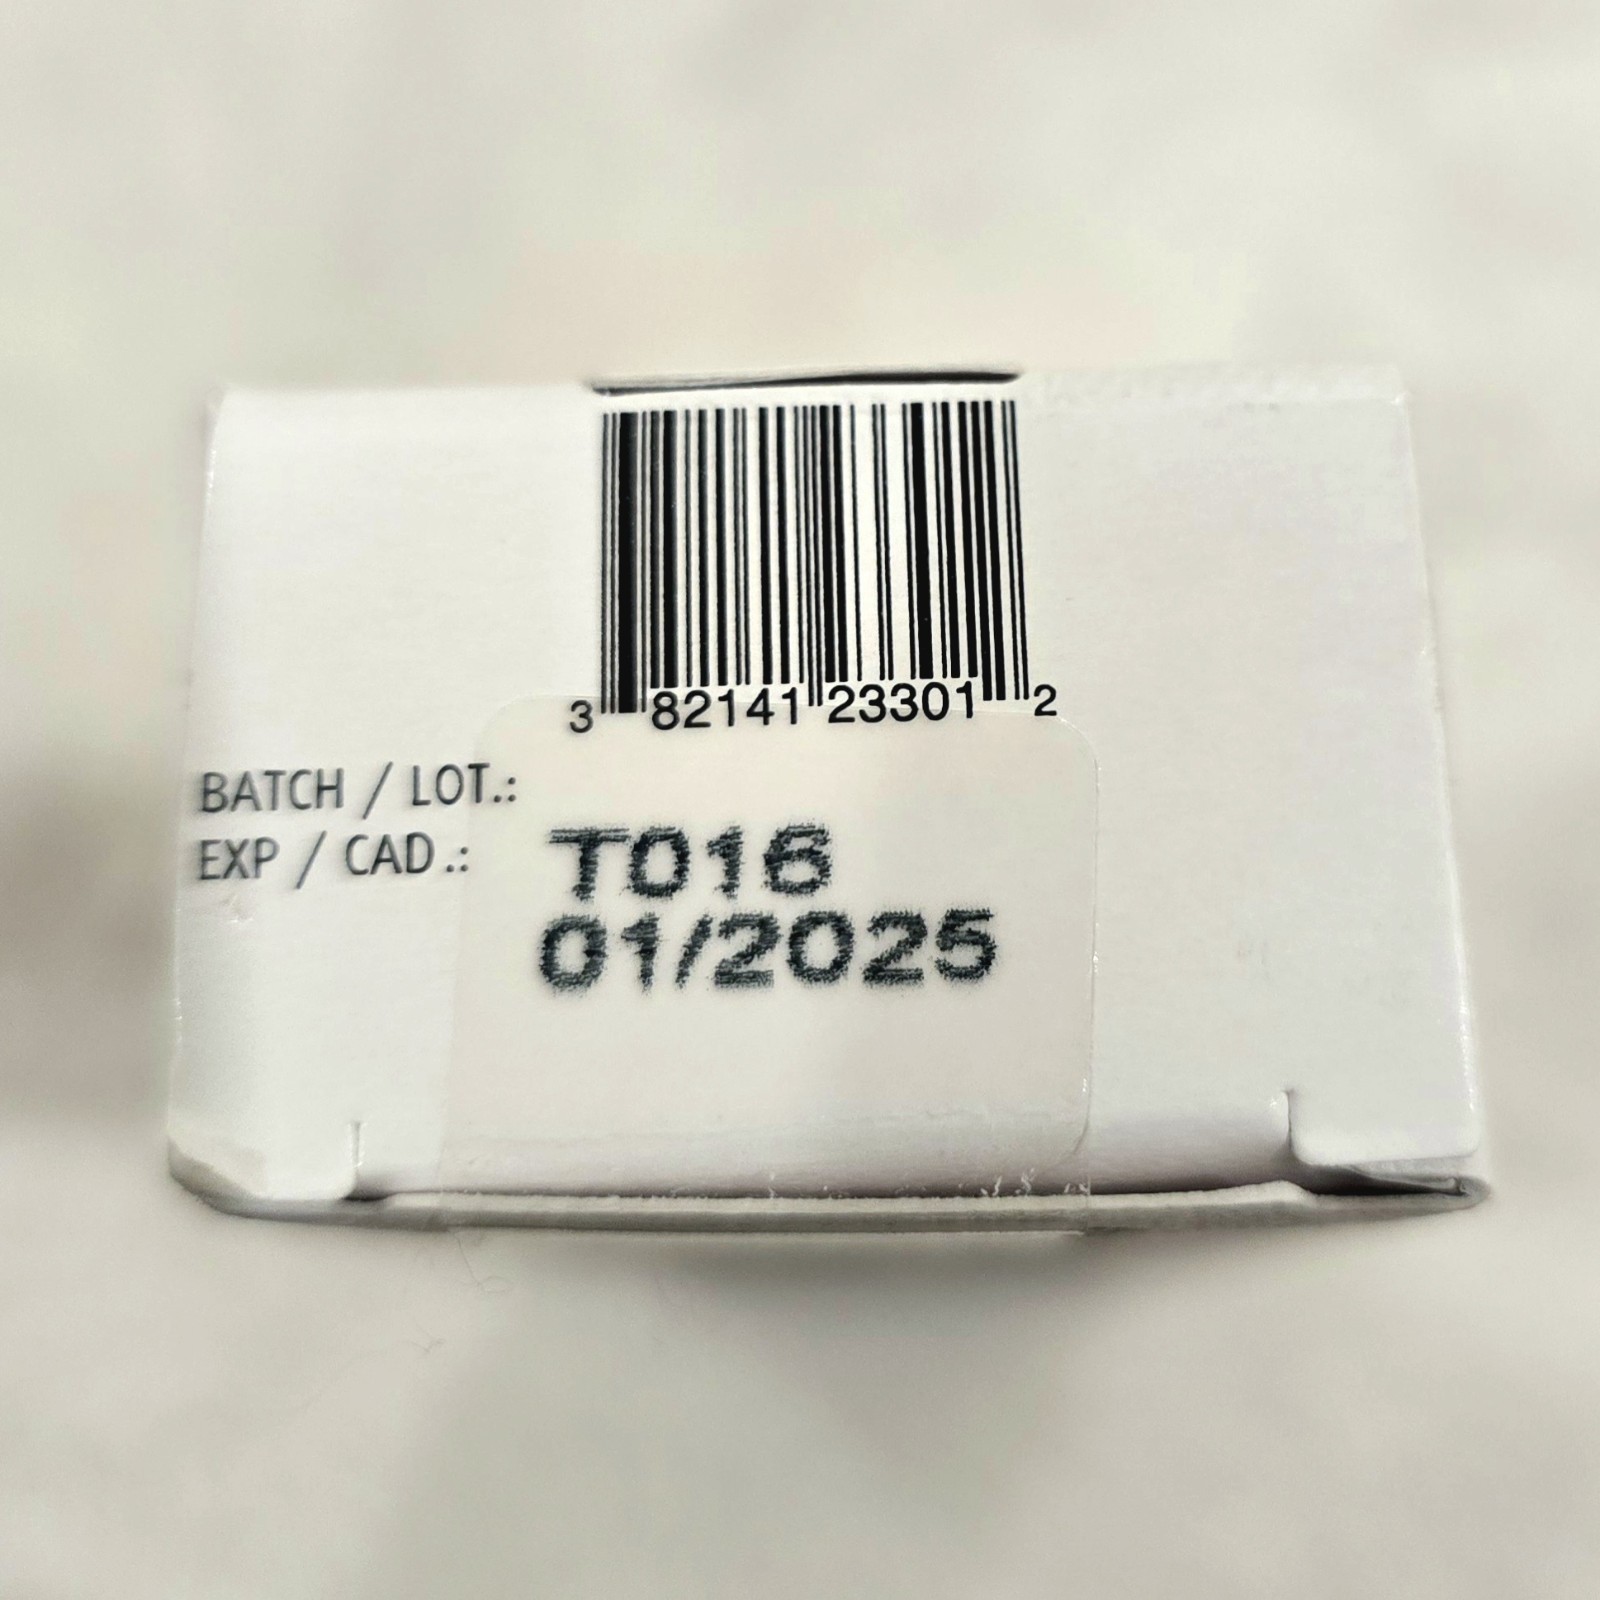 3 82141 23301 2
BATCH / LOT.:
EXP / CAD.:
T016
01/2025